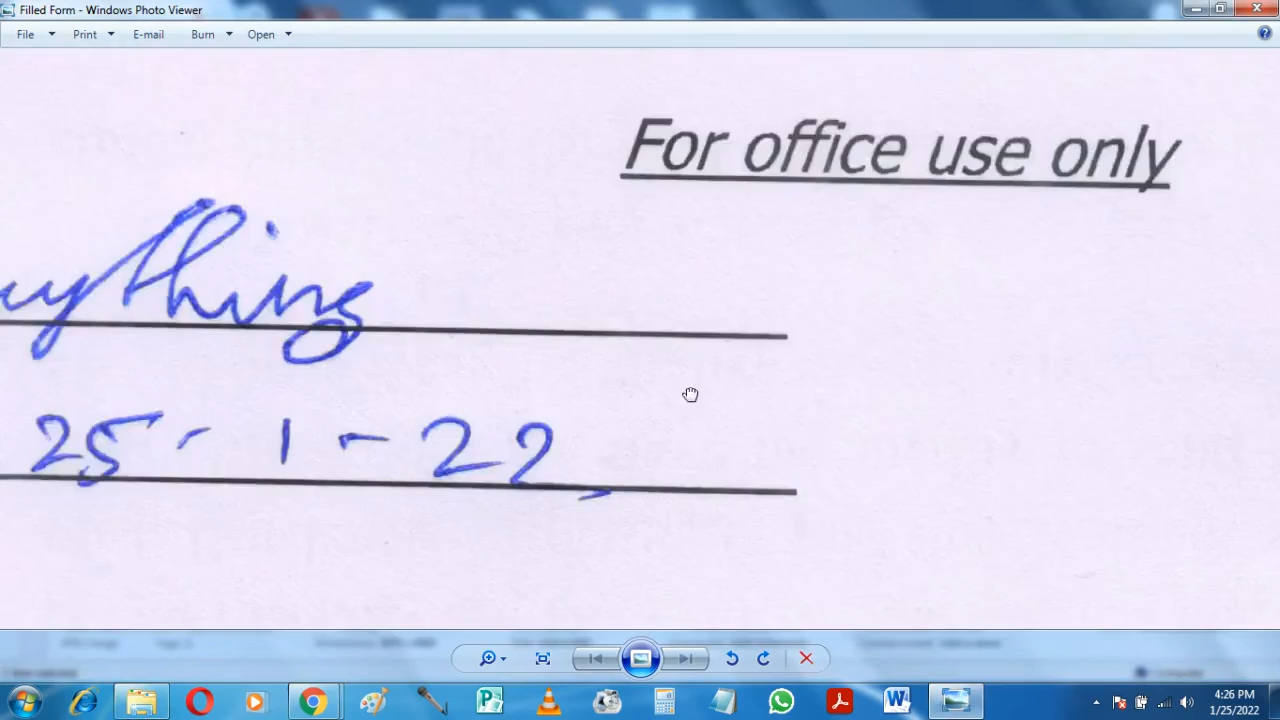 Filled Form - Windows Photo Viewer
File Print E-mail Burn Open
For office use only
25 - 1 - 22
4:26 PM
1/25/2022